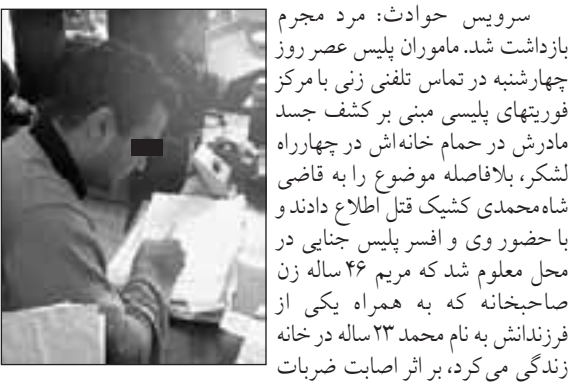 سرویس حوادث: مرد مجرم
بازداشت شد. ماموران پلیس عصر روز
چهارشنبه در تماس تلفنی زنی با مرکز
فوریتهای پلیسی مبنی بر کشف جسد
مادرش در حمام خانه‌اش در چهارراه
لشکر، بلافاصله موضوع را به قاضی
شاه‌محمدی کشیک قتل اطلاع دادند و
با حضور وی و افسر پلیس جنایی در
محل معلوم شد که مریم ۴۶ ساله زن
صاحبخانه که به همراه یکی از
فرزندانش به نام محمد ۲۳ساله در خانه
زندگی می‌کرد، بر اثر اصابت ضربات